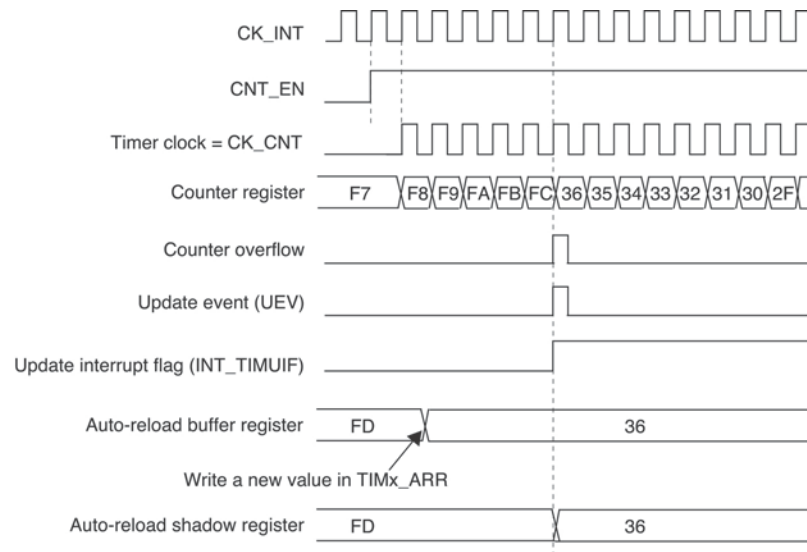 CK_INT
CNT_EN
Timer clock = CK_CNT
Counter register F7 F8 F9 FA FB FC 36 35 34 33 32 31 30 2F
Counter overflow
Update event (UEV)
Update interrupt flag (INT_TIMUIF)
Auto-reload buffer register FD 36
Write a new value in TIMx_ARR
Auto-reload shadow register FD 36